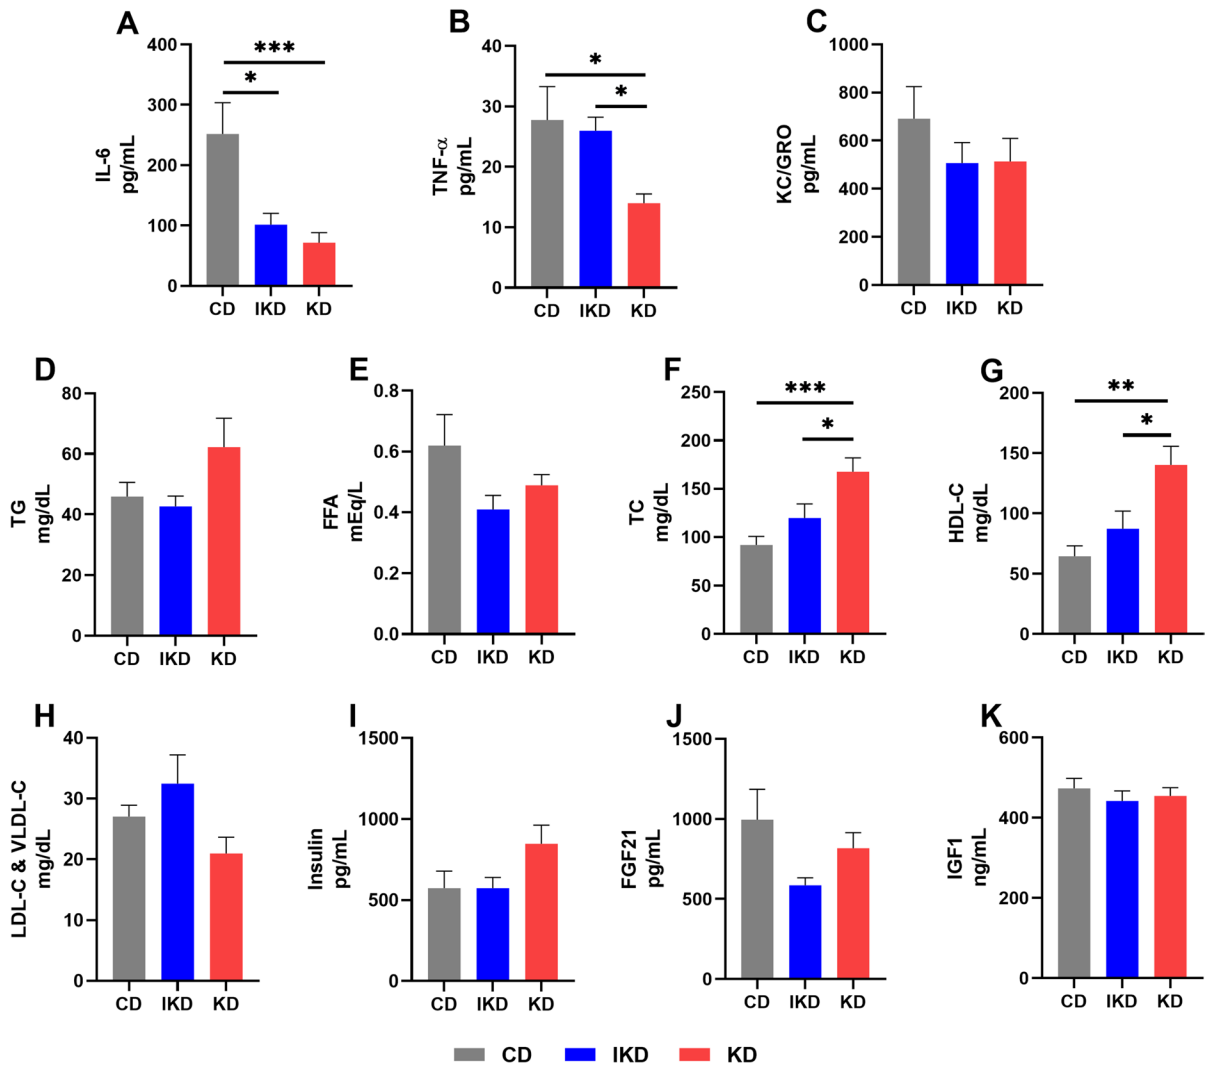 A
IL-6
pg/mL
400
300
200
100
0
***
*
CD IKD KD
B
TNF-α
pg/mL
40
30
20
10
0
*
*
CD IKD KD
C
KC/GRO
pg/mL
1000
800
600
400
200
0
CD IKD KD
D
TG
mg/dL
80
60
40
20
0
CD IKD KD
E
FFA
mEq/L
0.8
0.6
0.4
0.2
0.0
CD IKD KD
F
TC
mg/dL
250
200
150
100
50
0
***
*
CD IKD KD
G
HDL-C
mg/dL
200
150
100
50
0
**
*
CD IKD KD
H
LDL-C & VLDL-C
mg/dL
40
30
20
10
0
CD IKD KD
I
Insulin
pg/mL
1500
1000
500
0
CD IKD KD
J
FGF21
pg/mL
1500
1000
500
0
CD IKD KD
K
IGF1
ng/mL
600
400
200
0
CD IKD KD
CD IKD KD